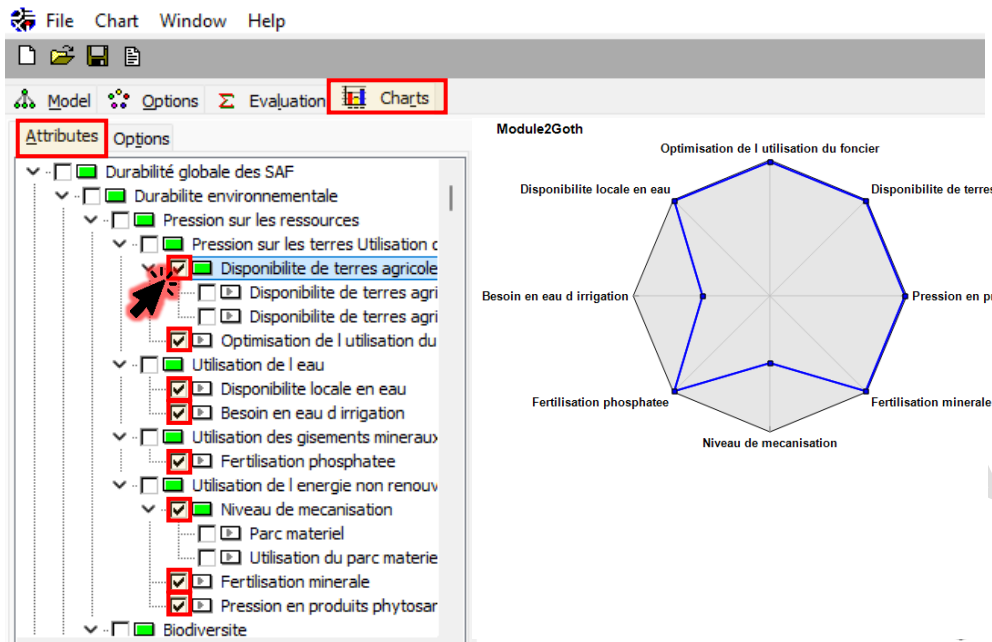 File Chart Window Help
Model Options Evaluation Charts
Attributes Options
Durabilité globale des SAF
Durabilite environnementale
Pression sur les ressources
Pression sur les terres Utilisation
Disponibilite de terres agricole
Disponibilite de terres agri
Disponibilite de terres agri
Optimisation de l utilisation du
Utilisation de l eau
Disponibilite locale en eau
Besoin en eau d irrigation
Utilisation des gisements mineraux
Fertilisation phosphatee
Utilisation de l energie non renouv
Niveau de mecanisation
Parc materiel
Utilisation du parc materie
Fertilisation minerale
Pression en produits phytosar
Biodiversite
Module2Goth
Optimisation de l utilisation du foncier
Disponibilite locale en eau
Disponibilite de terres
Besoin en eau d irrigation
Pression en pr
Fertilisation phosphatee
Fertilisation minerale
Niveau de mecanisation